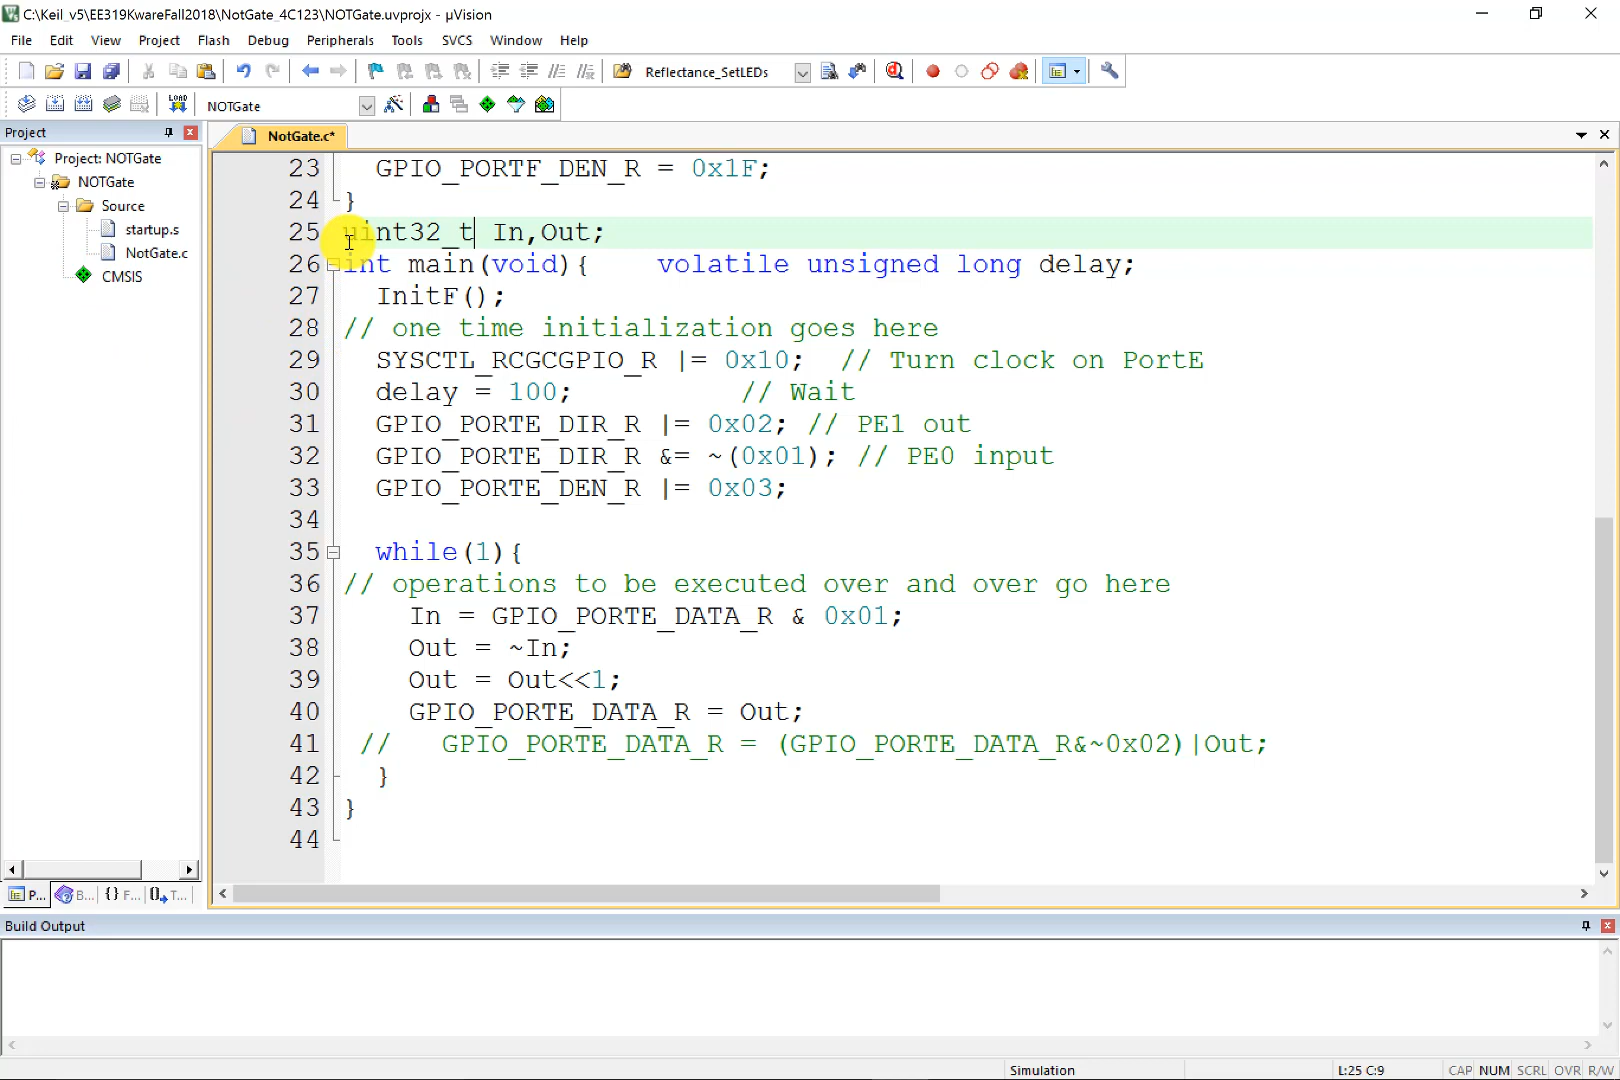 C:\Keil_v5\EE319KwareFall2018\NotGate_4C123\NOTGate.uvprojx - µVision
File Edit View Project Flash Debug Peripherals Tools SVCS Window Help
Reflectance_SetLEDs
LOAD NOTGate
Project
NotGate.c*
Project: NOTGate
NOTGate
Source
startup.s
NotGate.c
CMSIS
23 GPIO_PORTF_DEN_R = 0x1F;
24 }
25 uint32_t In,Out;
26 int main(void){ volatile unsigned long delay;
27 InitF();
28 // one time initialization goes here
29 SYSCTL_RCGCGPIO_R |= 0x10; // Turn clock on PortE
30 delay = 100; // Wait
31 GPIO_PORTE_DIR_R |= 0x02; // PE1 out
32 GPIO_PORTE_DIR_R &= ~(0x01); // PE0 input
33 GPIO_PORTE_DEN_R |= 0x03;
34
35 while(1){
36 // operations to be executed over and over go here
37 In = GPIO_PORTE_DATA_R & 0x01;
38 Out = ~In;
39 Out = Out<<1;
40 GPIO_PORTE_DATA_R = Out;
41 // GPIO_PORTE_DATA_R = (GPIO_PORTE_DATA_R&~0x02)|Out;
42 }
43 }
44
P... B... {} F... 0 T...
Build Output
Simulation L:25 C:9 CAP NUM SCRL OVR R/W